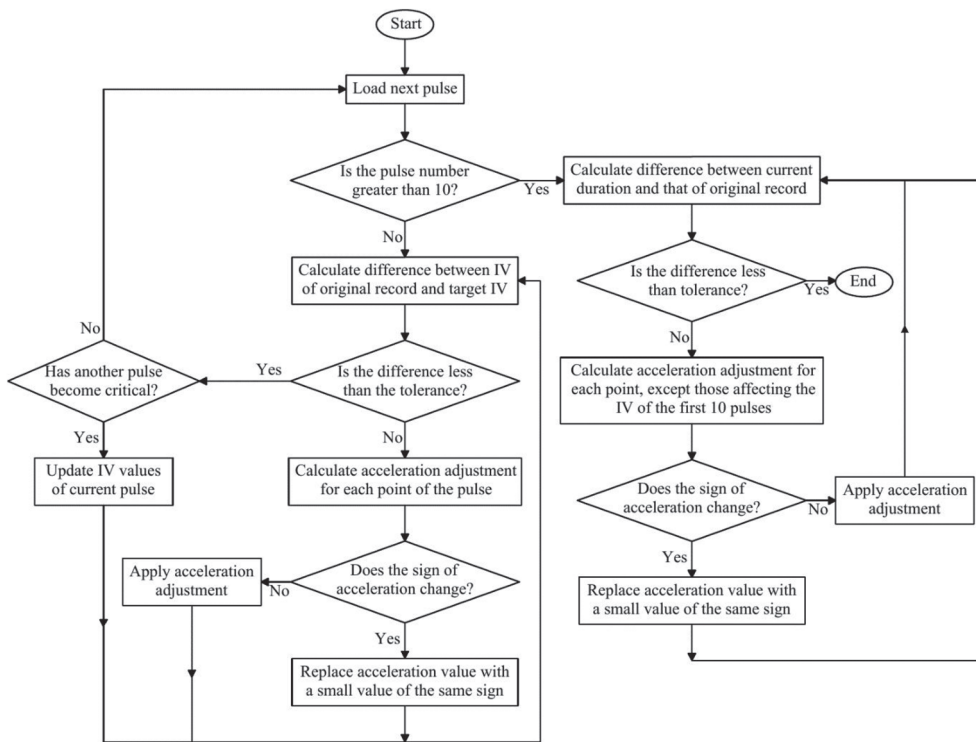 Start
Load next pulse
Is the pulse number
greater than 10?
Yes
No
Calculate difference between current
duration and that of original record
Calculate difference between IV
of original record and target IV
Is the difference less
than tolerance?
Yes
End
No
No
Has another pulse
become critical?
Yes
Is the difference less
than the tolerance?
Yes
No
Calculate acceleration adjustment for
each point, except those affecting the
IV of the first 10 pulses
Update IV values
of current pulse
Calculate acceleration adjustment
for each point of the pulse
Does the sign of
acceleration change?
No
Apply acceleration
adjustment
Yes
Apply acceleration
adjustment
No
Does the sign of
acceleration change?
Yes
Replace acceleration value with
a small value of the same sign
Replace acceleration value with
a small value of the same sign